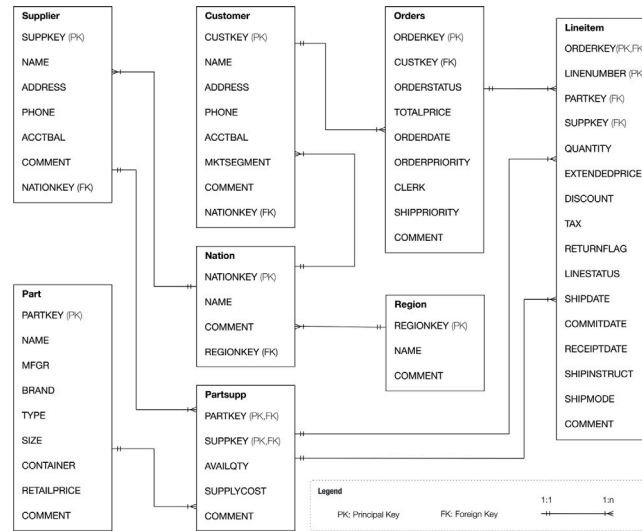 Supplier
SUPPKEY (PK)
NAME
ADDRESS
PHONE
ACCTBAL
COMMENT
NATIONKEY (FK)
Customer
CUSTKEY (PK)
NAME
ADDRESS
PHONE
ACCTBAL
MKTSEGMENT
COMMENT
NATIONKEY (FK)
Orders
ORDERKEY (PK)
CUSTKEY (FK)
ORDERSTATUS
TOTALPRICE
ORDERDATE
ORDERPRIORITY
CLERK
SHIPPRIORITY
COMMENT
Lineitem
ORDERKEY(PK,FK
LINENUMBER (PK
PARTKEY (FK)
SUPPKEY (FK)
QUANTITY
EXTENDEDPRICE
DISCOUNT
TAX
RETURNFLAG
LINESTATUS
SHIPDATE
COMMITDATE
RECEIPTDATE
SHIPINSTRUCT
SHIPMODE
COMMENT
Nation
NATIONKEY (PK)
NAME
COMMENT
REGIONKEY (FK)
Region
REGIONKEY (PK)
NAME
COMMENT
Part
PARTKEY (PK)
NAME
MFGR
BRAND
TYPE
SIZE
CONTAINER
RETAILPRICE
COMMENT
Partsupp
PARTKEY (PK,FK)
SUPPKEY (PK,FK)
AVAILQTY
SUPPLYCOST
COMMENT
Legend
PK: Principal Key
FK: Foreign Key
1:1
1:n